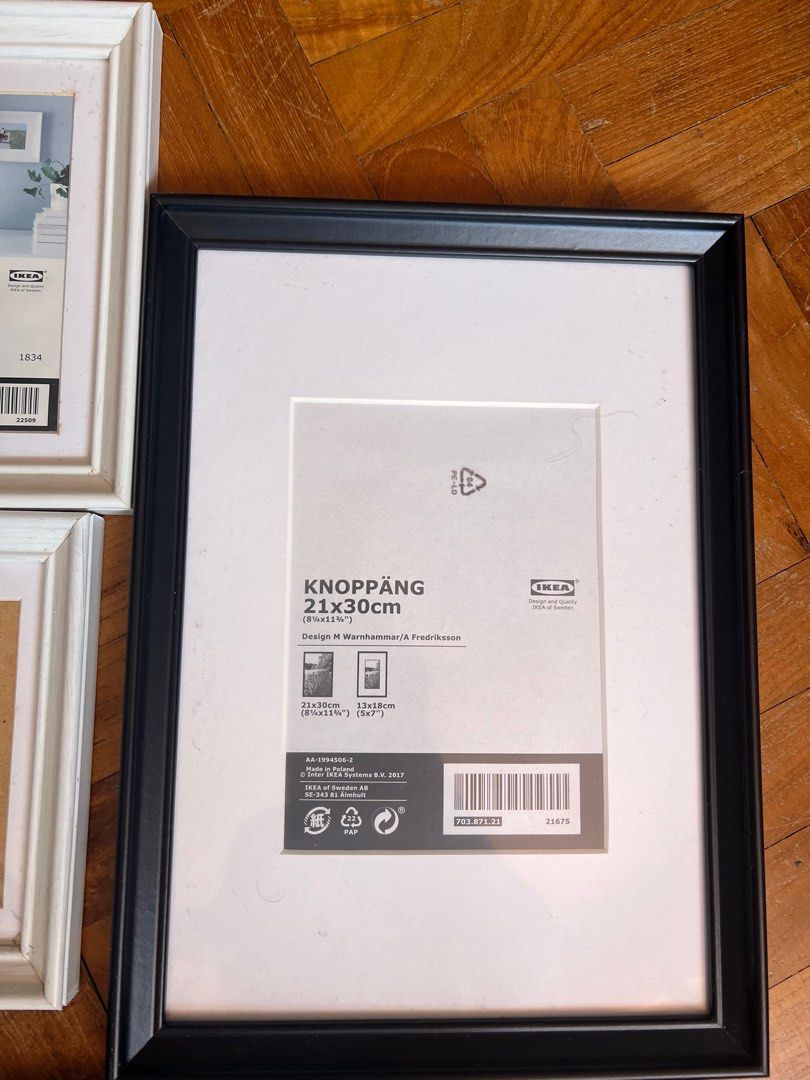 IKEA®
Design and Quality
IKEA of Sweden
1834
22509
04
PE-LD
KNOPPÄNG
21x30cm
(8¼x11¾")
IKEA®
Design and Quality
IKEA of Sweden
Design M Warnhammar/A Fredriksson
21x30cm
(8¼x11¾")
13x18cm
(5x7")
AA-1994506-2
Made in Poland
© Inter IKEA Systems B.V. 2017
IKEA of Sweden AB
SE-343 81 Älmhult
紙
22
PAP
®
703.871.21
21675